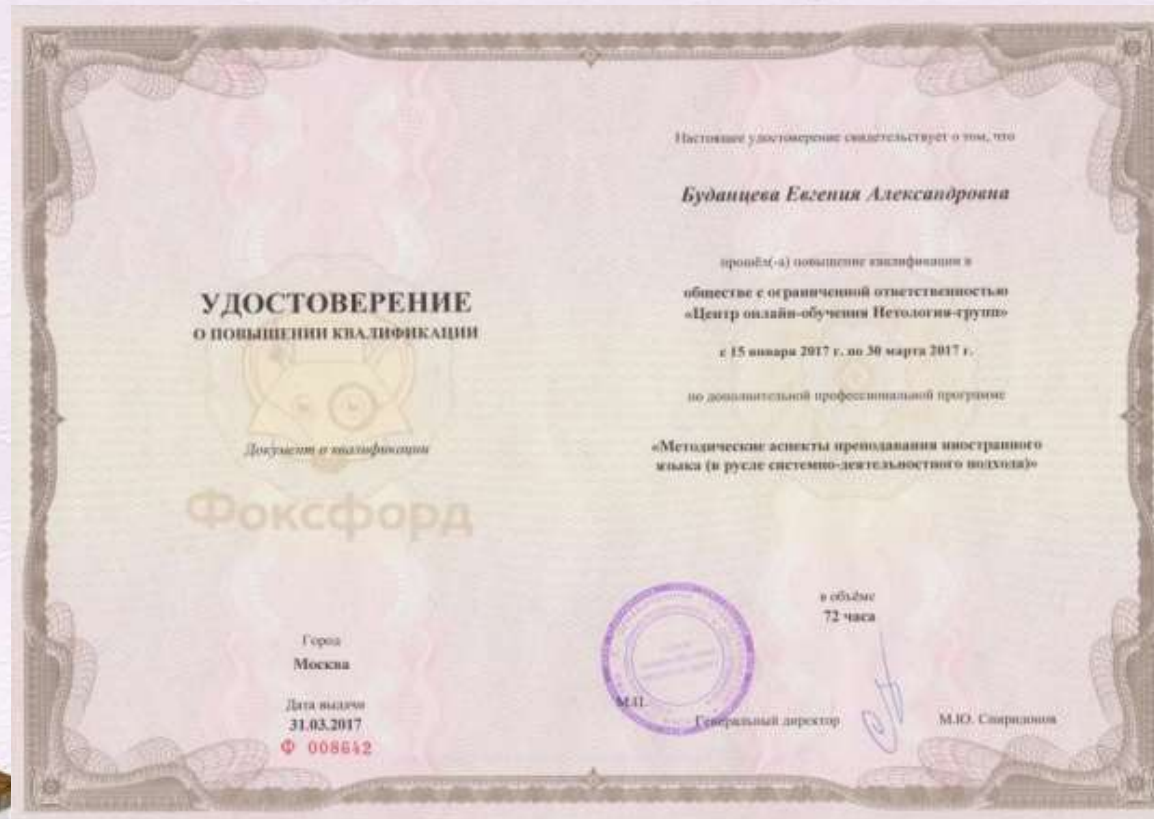 УДОСТОВЕРЕНИЕ
О ПОВЫШЕНИИ КВАЛИФИКАЦИИ
Документ о квалификации
Фоксфорд
Город
Москва
Дата выдачи
31.03.2017
Ф 008642
Настоящее удостоверение свидетельствует о том, что
Буданцева Евгения Александровна
прошёл(-а) повышение квалификации в
обществе с ограниченной ответственностью
«Центр онлайн-обучения Нетология-групп»
с 15 января 2017 г. по 30 марта 2017 г.
по дополнительной профессиональной программе
«Методические аспекты преподавания иностранного
языка (в русле системно-деятельностного подхода)»
в объёме
72 часа
М.П.
Генеральный директор
М.Ю. Спиридонов